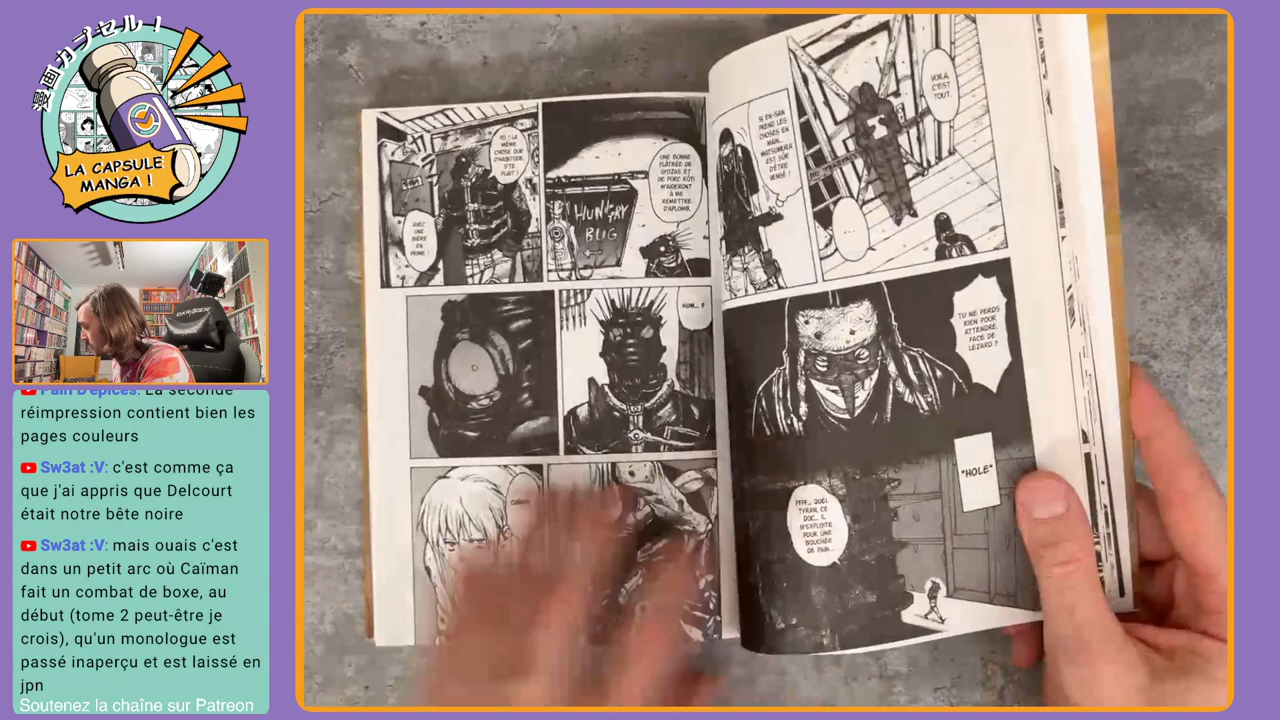 漫画カプセル！
LA CAPSULE
MANGA !
Pain D'épices: La seconde
réimpression contient bien les
pages couleurs
Sw3at :V: c'est comme ça
que j'ai appris que Delcourt
était notre bête noire
Sw3at :V: mais ouais c'est
dans un petit arc où Caïman
fait un combat de boxe, au
début (tome 2 peut-être je
crois), qu'un monologue est
passé inaperçu et est laissé en
jpn
Soutenez la chaîne sur Patreon
DXRACER
YO ! LA
MÊME
CHOSE QUE
D'HABITUDE,
S'TE
PLAIT !
AVEC
UNE
BIÈRE
EN
PRIME !
UNE BONNE
PLÂTRÉE DE
GYOZAS ET
DE PORC RÔTI
M'AIDERONT
À ME
REMETTRE
D'APLOMB.
HUNGRY
BUG
HUM... ?
CAÏMAN
SI EN-SAN
PREND LES
CHOSES EN
MAIN...
MATSUMURA
EST SÛR
D'ÊTRE
VENGÉ !
VOILÀ,
C'EST
TOUT.
...
TU NE PERDS
RIEN POUR
ATTENDRE,
FACE DE
LÉZARD !!
"HOLE"
PFFF... QUEL
TYRAN, CE
DOC... IL
M'EXPLOITE
POUR UNE
BOUCHÉE
DE PAIN...